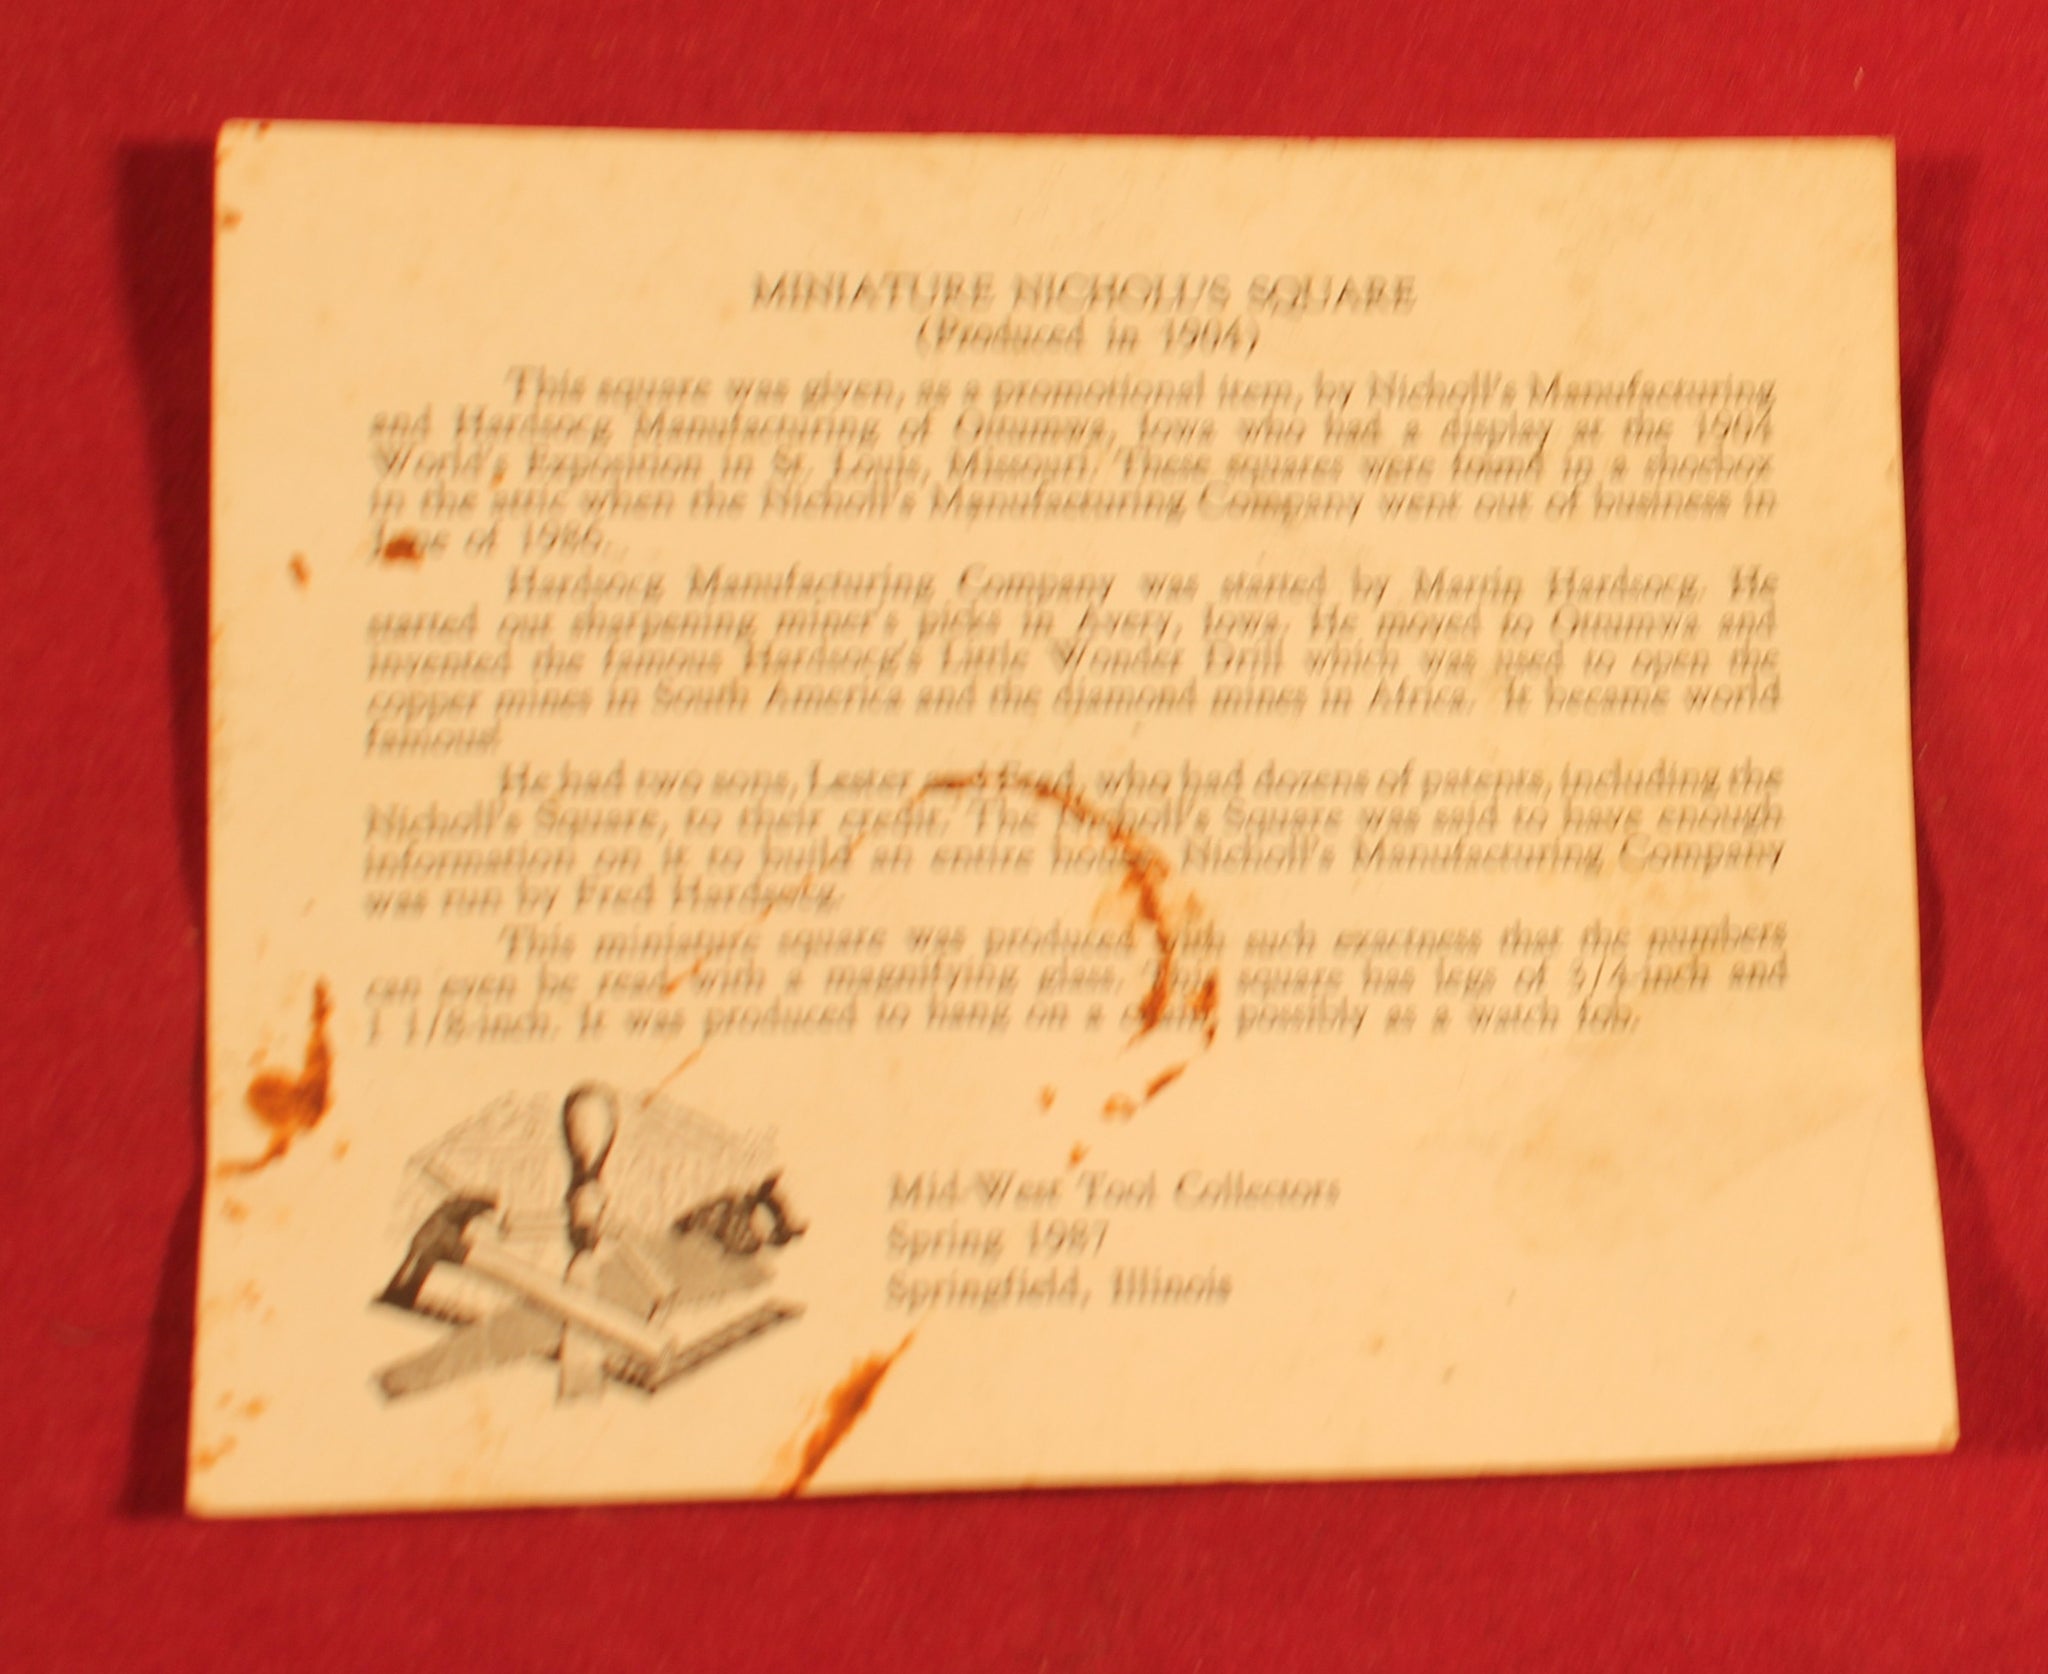 MINIATURE NICHOLL'S SQUARE
(Produced in 1904)
This square was given, as a promotional item, by Nicholl's Manufacturing
and Hardsocg Manufacturing of Ottumwa, Iowa who had a display at the 1904
World's Exposition in St. Louis, Missouri. These squares were found in a shoebox
in the attic when the Nicholl's Manufacturing Company went out of business in
of 1986.
Hardsocg Manufacturing Company was started by Martin Hardsocg. He
started out sharpening miner's picks in Avery, Iowa. He moved to Ottumwa and
invented the famous Hardsocg's Little Wonder Drill which was used to open the
copper mines in South America and the diamond mines in Africa. It became world
famous!
He had two sons, Lester and Fred, who had dozens of patents, including the
Nicholl's Square, to their credit. The Nicholl's Square was said to have enough
information on it to build an entire house. Nicholl's Manufacturing Company
was run by Fred Hardsocg.
This miniature square was produced with such exactness that the numbers
can even be read with a magnifying glass. This square has legs of 3/4-inch and
1 1/8-inch. It was produced to hang on a chain, possibly as a watch fob.
Mid-West Tool Collectors
Spring 1987
Springfield, Illinois